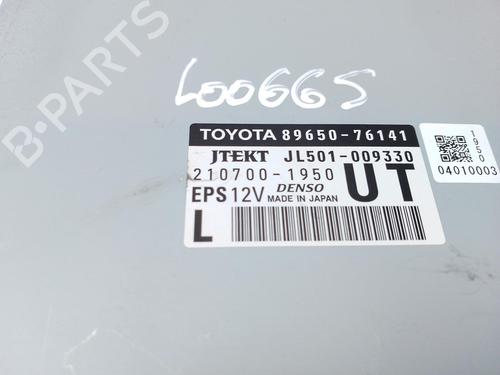 L00665
TOYOTA 89650-76141
JTEKT JL501-009330
210700-1950 UT
EPS 12V DENSO MADE IN JAPAN
L
1950
04010003
B-PARTS